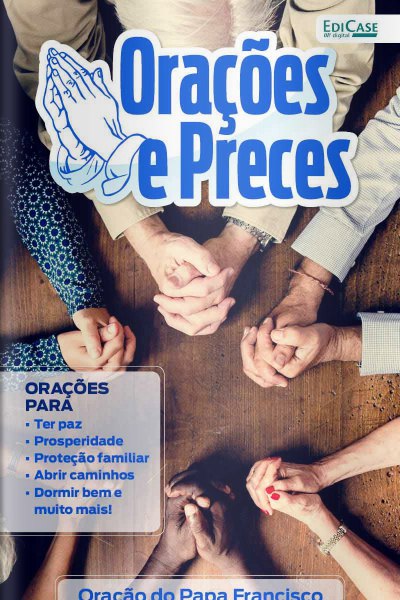 EDICASE
digital
Orações
e Preces
ORAÇÕES
PARA
• Ter paz
• Prosperidade
• Proteção familiar
• Abrir caminhos
• Dormir bem e
muito mais!
Oração do Papa Francisco